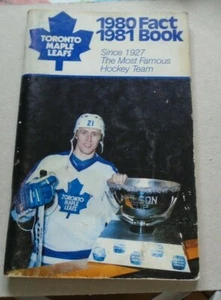 TORONTO
MAPLE
LEAFS
1980 Fact
1981 Book
Since 1927
The Most Famous
Hockey Team
21
TORONTO
MAPLE
LEAFS